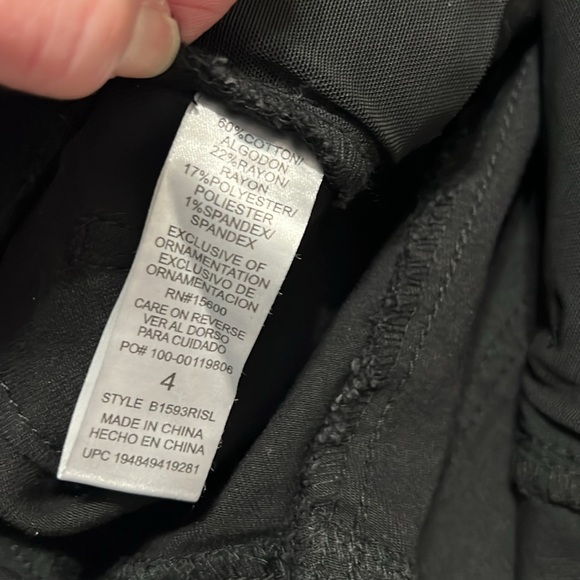 60%COTTON/
ALGODON
22%RAYON/
RAYON
17%POLYESTER/
POLIESTER
1%SPANDEX/
SPANDEX
EXCLUSIVE OF
ORNAMENTATION
EXCLUSIVO DE
ORNAMENTACIÓN
RN#15600
CARE ON REVERSE
VER AL DORSO
PARA CUIDADO
PO# 100-00119806
4
STYLE B1593RISL
MADE IN CHINA
HECHO EN CHINA
UPC 194849419281